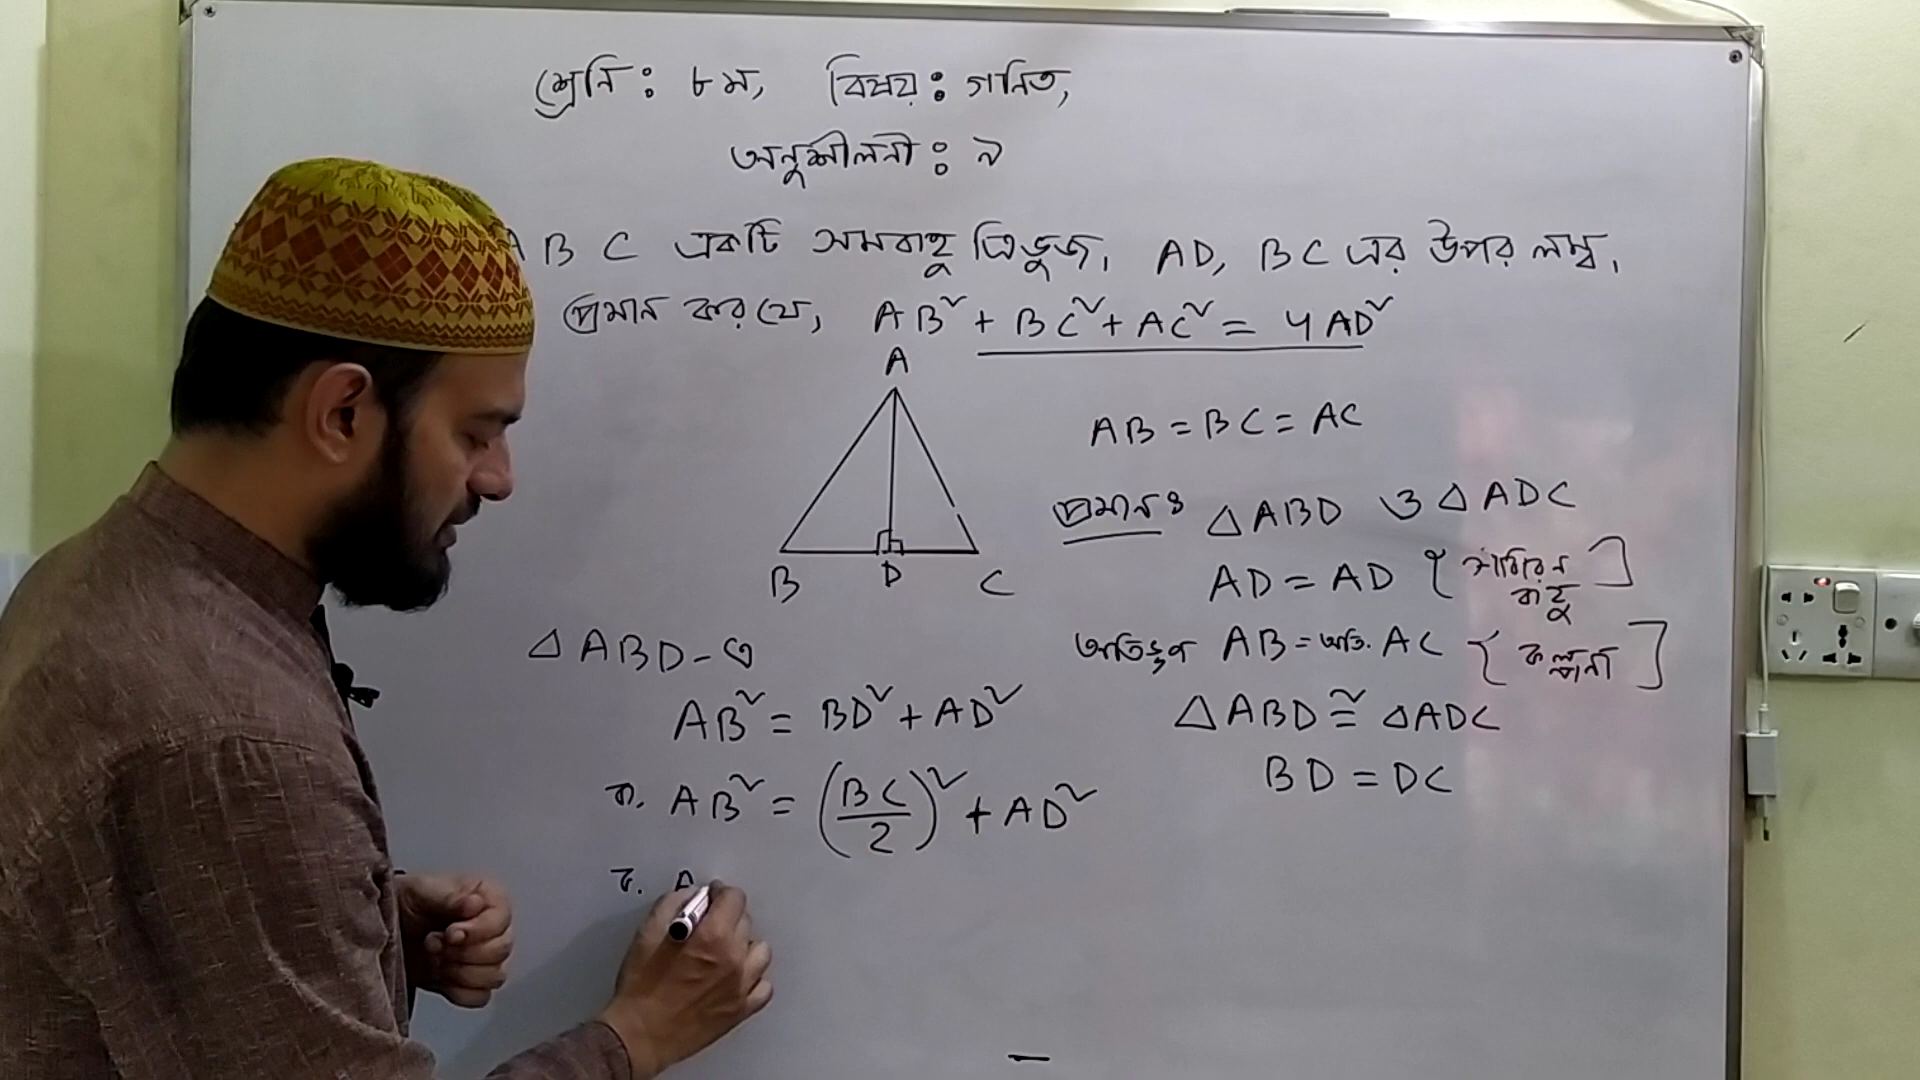 শ্রেনি : ৮ম, বিষয় : গনিত,
অনুশীলনী : ৯
ABC একটি সমবাহু ত্রিভুজ, AD, BC এর উপর লম্ব,
প্রমান কর যে, AB² + BC² + AC² = 4AD²
A
B D C
AB = BC = AC
প্রমানঃ △ABD ও △ADC
AD = AD { সাধারন বাহু ]
অতিভুজ AB = অতি. AC { কল্পনা ]
△ABD ≅ △ADC
BD = DC
△ABD-এ
AB² = BD² + AD²
বা, AB² = (BC/2)² + AD²
বা, A